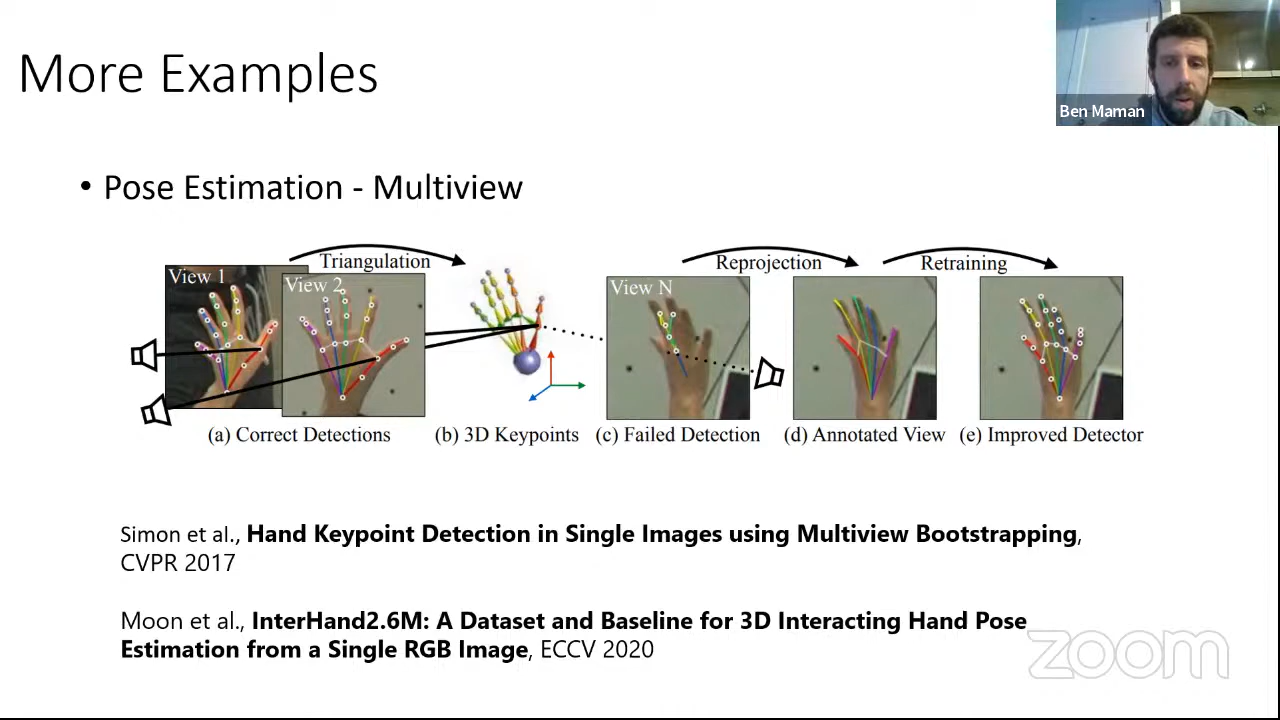 More Examples
Ben Maman
• Pose Estimation - Multiview
Triangulation
Reprojection
Retraining
View 1
View 2
View N
(a) Correct Detections
(b) 3D Keypoints
(c) Failed Detection
(d) Annotated View
(e) Improved Detector
Simon et al., Hand Keypoint Detection in Single Images using Multiview Bootstrapping,
CVPR 2017
Moon et al., InterHand2.6M: A Dataset and Baseline for 3D Interacting Hand Pose
Estimation from a Single RGB Image, ECCV 2020
zoom